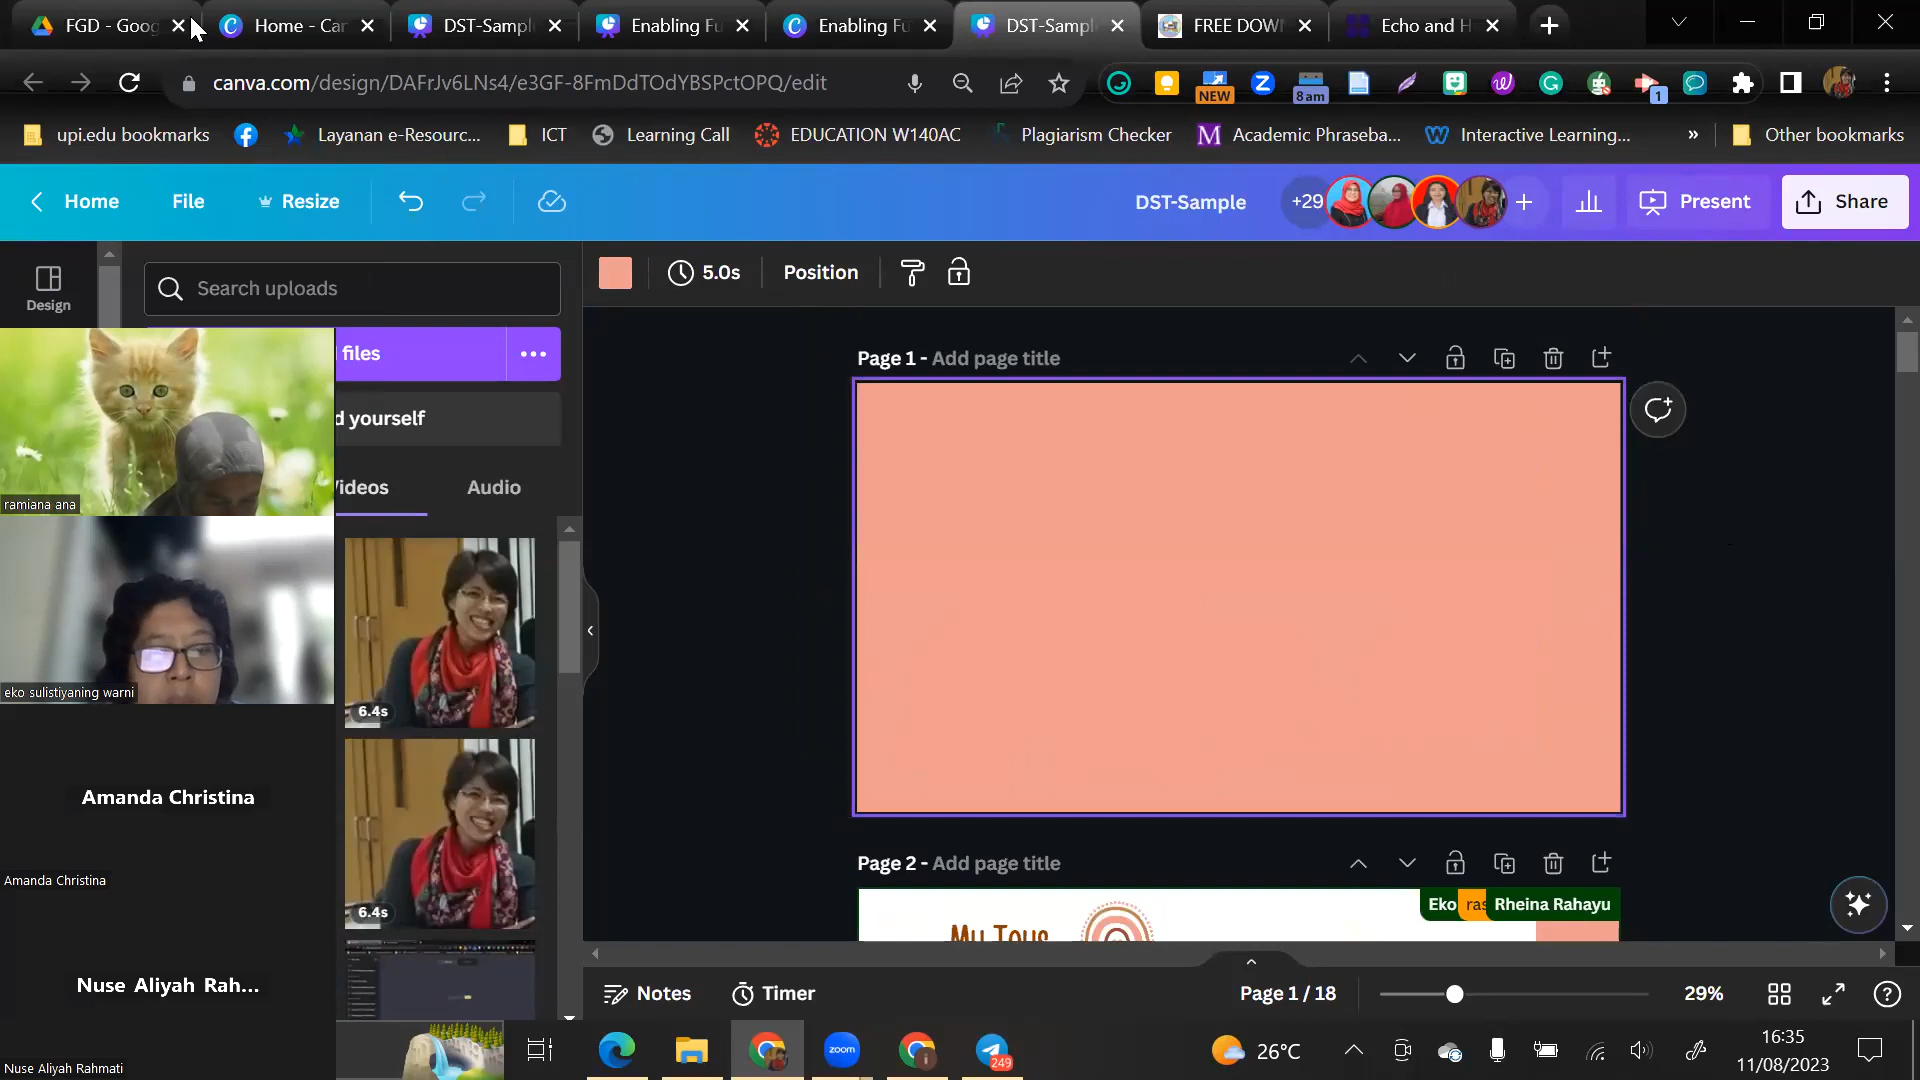 FGD - Goog
Home - Can
DST-Sampl
Enabling Fu
Enabling Fu
DST-Sampl
FREE DOW
Echo and H
canva.com/design/DAFrJv6LNs4/e3GF-8FmDdTOdYBSPctOPQ/edit
NEW
8am
1
upi.edu bookmarks
Layanan e-Resourc...
ICT
Learning Call
EDUCATION W140AC
Plagiarism Checker
Academic Phraseba...
Interactive Learning...
»
Other bookmarks
Home
File
Resize
DST-Sample
+29
Present
Share
Design
Search uploads
5.0s
Position
files
d yourself
Videos
Audio
ramiana ana
eko sulistiyaning warni
Amanda Christina
Amanda Christina
Nuse Aliyah Rah...
Nuse Aliyah Rahmati
6.4s
6.4s
Page 1 - Add page title
Page 2 - Add page title
My Toys
Eko
ras
Rheina Rahayu
Notes
Timer
Page 1 / 18
29%
zoom
249
26°C
16:35
11/08/2023